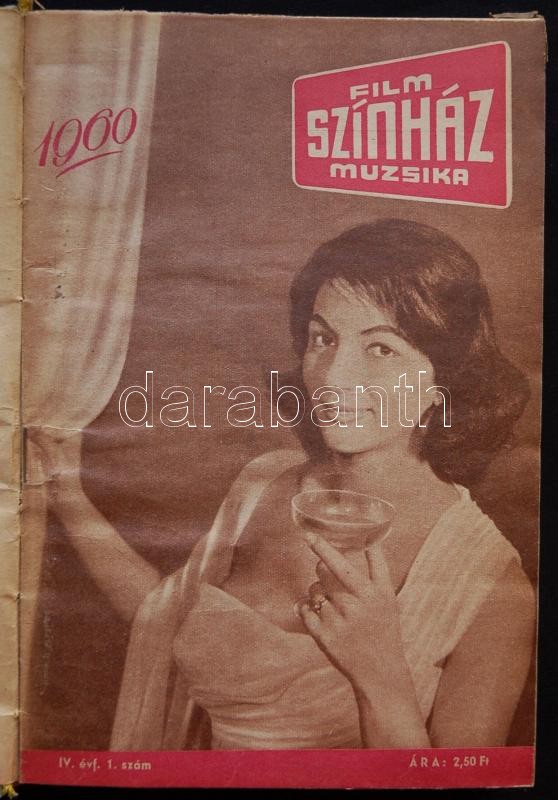 1960
FILM
SZÍNHÁZ
MUZSIKA
darabanth
IV. évf. 1. szám
ÁRA: 2,50 Ft